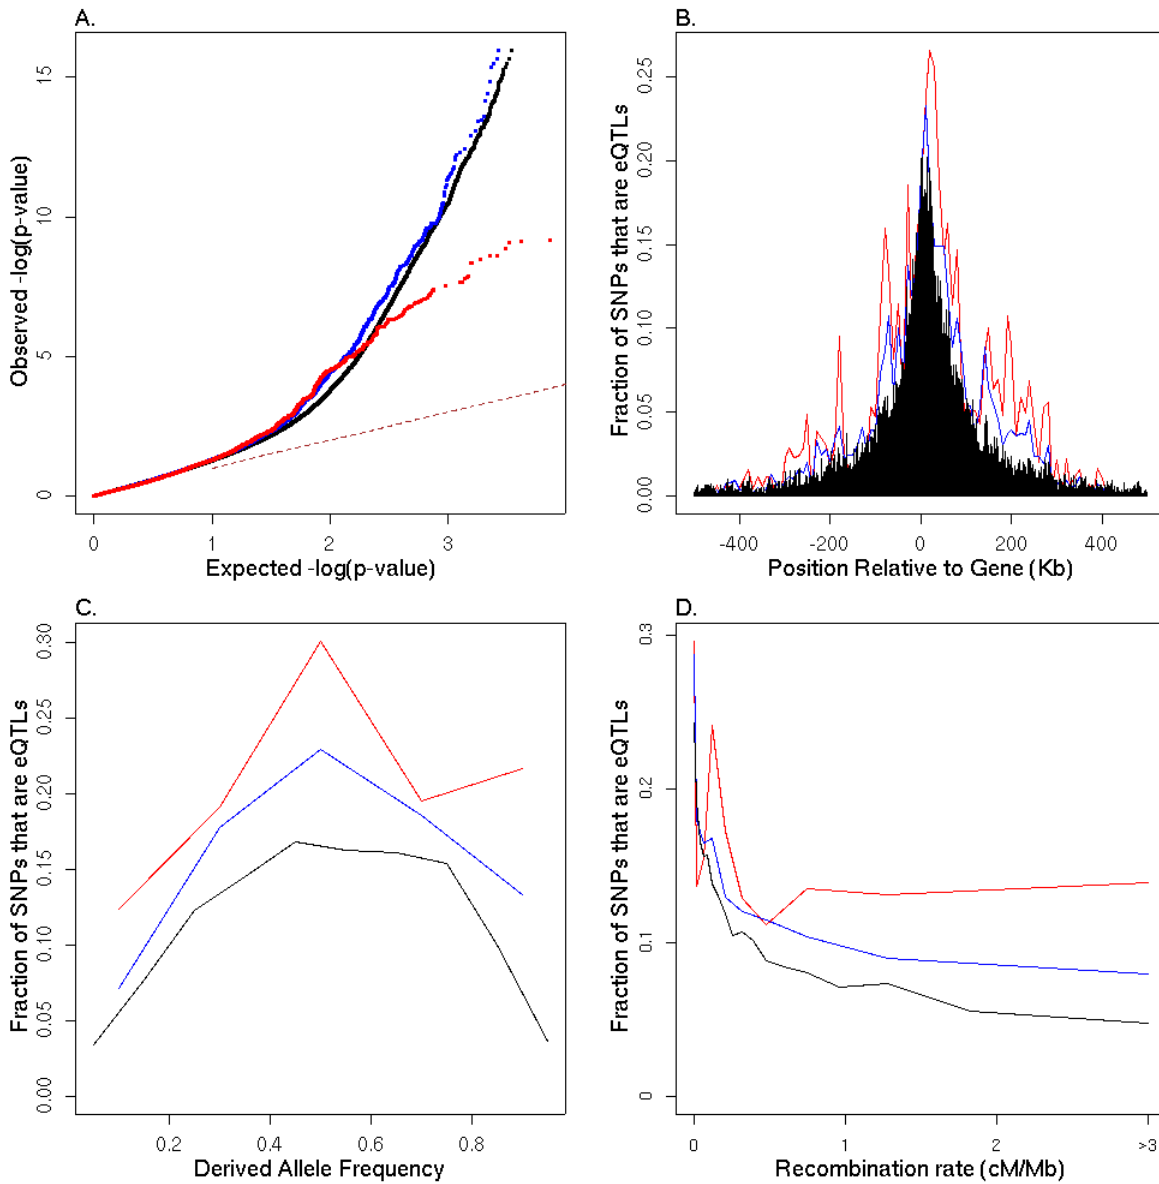 A.
Observed -log(p-value)
15
10
5
0
0 1 2 3
Expected -log(p-value)
B.
Fraction of SNPs that are eQTLs
0.25
0.20
0.15
0.10
0.05
0.00
-400 -200 0 200 400
Position Relative to Gene (Kb)
C.
Fraction of SNPs that are eQTLs
0.30
0.25
0.20
0.15
0.10
0.05
0.00
0.2 0.4 0.6 0.8
Derived Allele Frequency
D.
Fraction of SNPs that are eQTLs
0.3
0.2
0.1
0
0 1 2 >3
Recombination rate (cM/Mb)